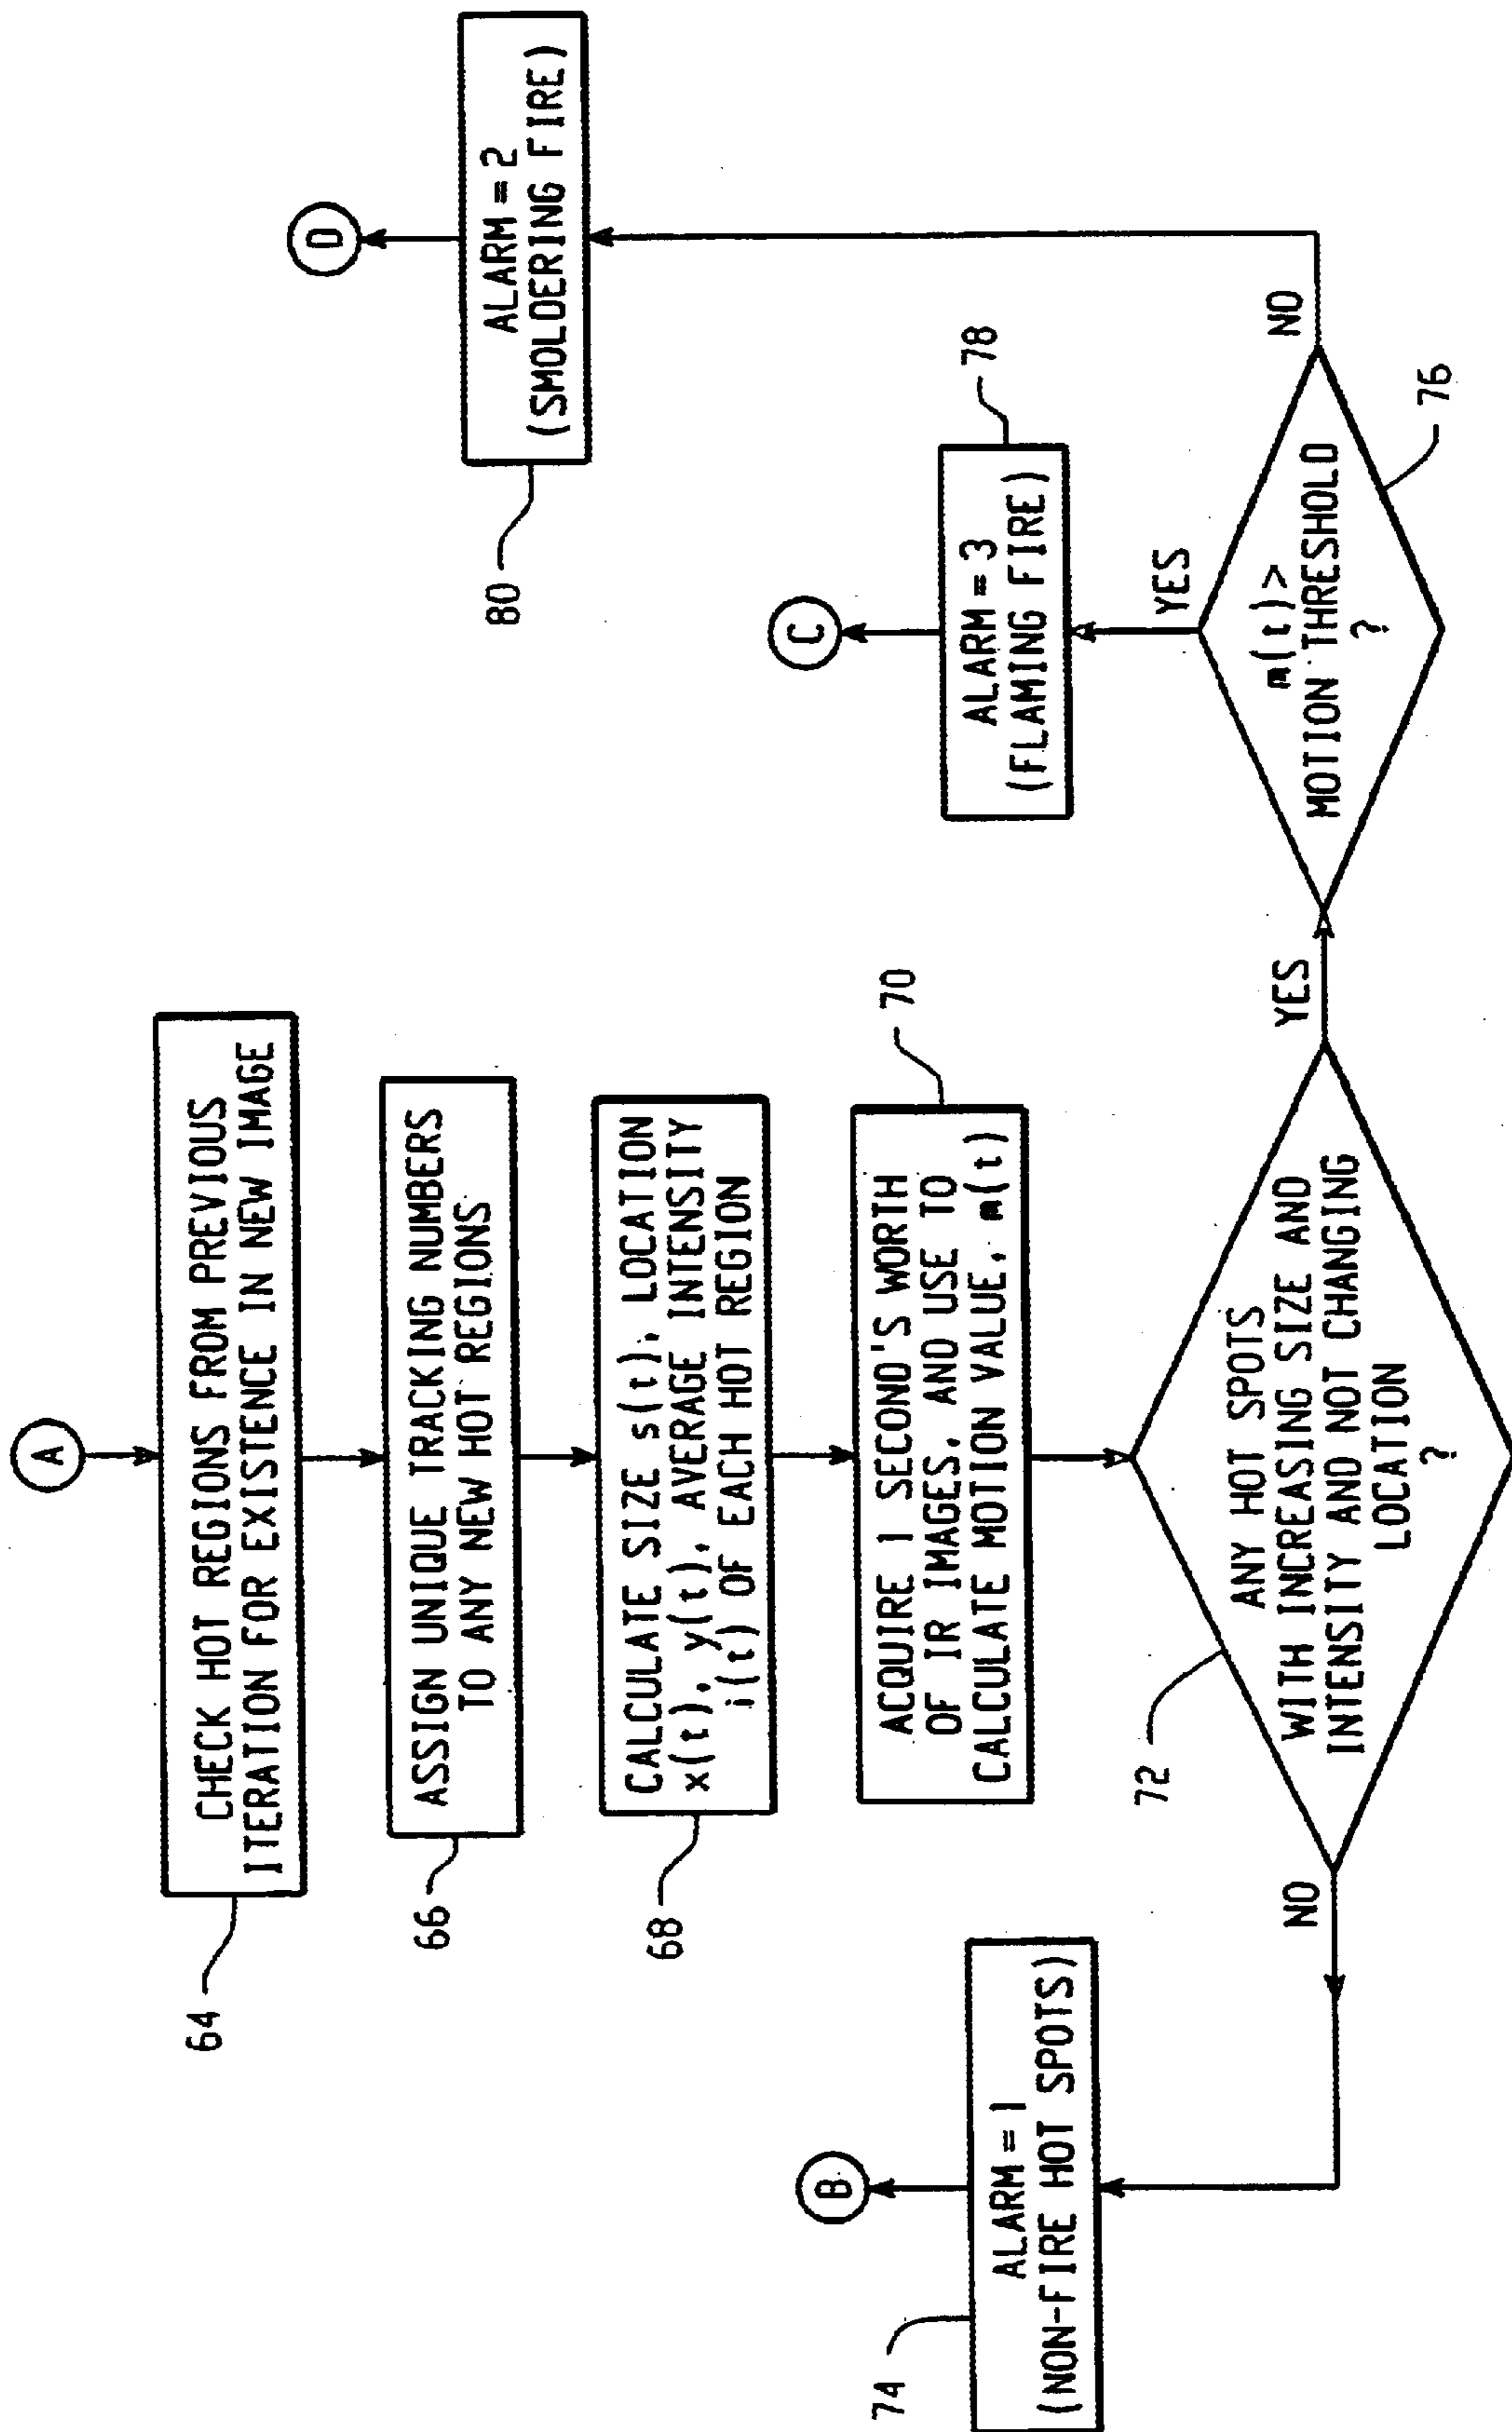 A
64
CHECK HOT REGIONS FROM PREVIOUS
ITERATION FOR EXISTENCE IN NEW IMAGE
66
ASSIGN UNIQUE TRACKING NUMBERS
TO ANY NEW HOT REGIONS
68
CALCULATE SIZE s(t), LOCATION
x(t), y(t), AVERAGE INTENSITY
i(t) OF EACH HOT REGION
70
ACQUIRE 1 SECOND'S WORTH
OF IR IMAGES, AND USE TO
CALCULATE MOTION VALUE, m(t)
72
ANY HOT SPOTS
WITH INCREASING SIZE AND
INTENSITY AND NOT CHANGING
LOCATION
?
NO
YES
B
74
ALARM = 1
(NON-FIRE HOT SPOTS)
76
m(t)>
MOTION THRESHOLD
?
YES
NO
C
78
ALARM = 3
(FLAMING FIRE)
D
80
ALARM = 2
(SMOLDERING FIRE)